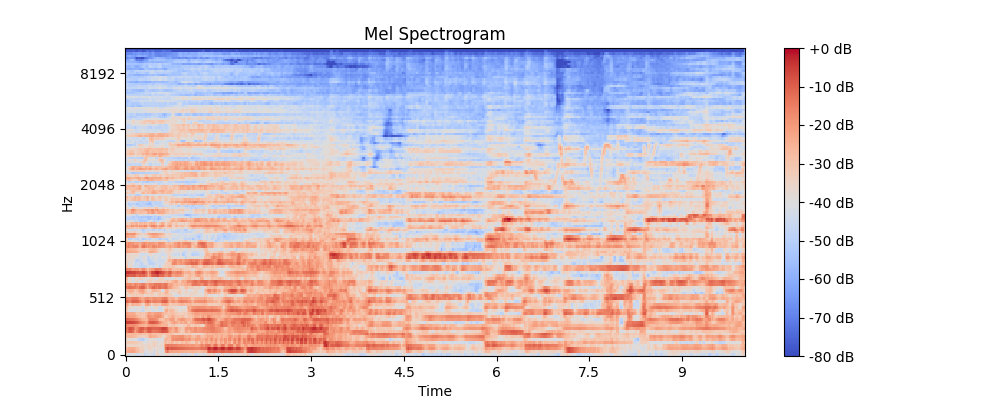 Mel Spectrogram
Hz
8192
4096
2048
1024
512
0
0 1.5 3 4.5 6 7.5 9
Time
+0 dB
-10 dB
-20 dB
-30 dB
-40 dB
-50 dB
-60 dB
-70 dB
-80 dB